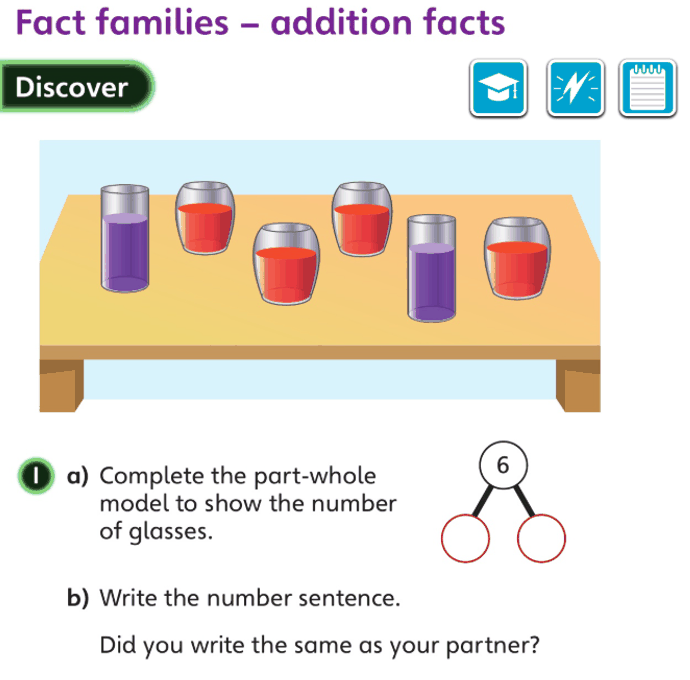 Fact families – addition facts
Discover
1 a) Complete the part-whole
model to show the number
of glasses.
6
b) Write the number sentence.
Did you write the same as your partner?